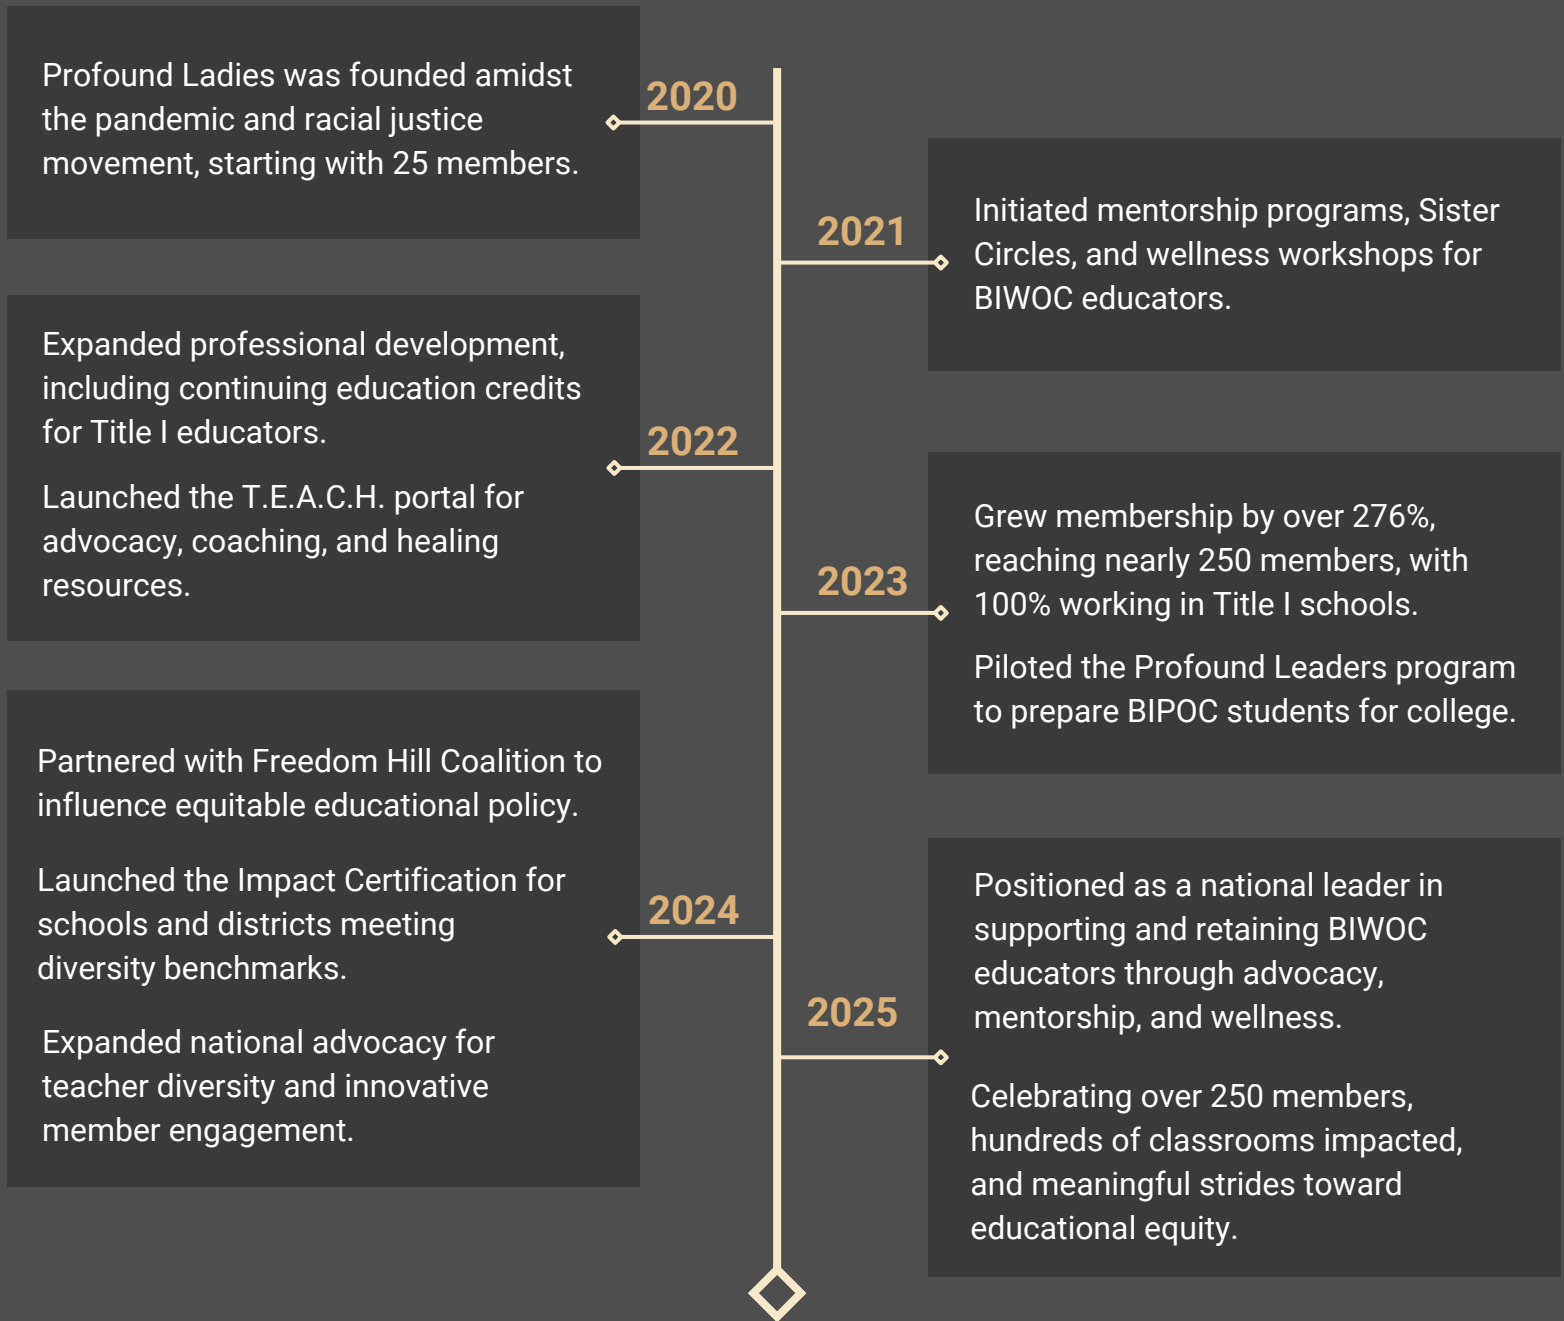 2020
Profound Ladies was founded amidst
the pandemic and racial justice
movement, starting with 25 members.
2021
Initiated mentorship programs, Sister
Circles, and wellness workshops for
BIWOC educators.
2022
Expanded professional development,
including continuing education credits
for Title I educators.
Launched the T.E.A.C.H. portal for
advocacy, coaching, and healing
resources.
2023
Grew membership by over 276%,
reaching nearly 250 members, with
100% working in Title I schools.
Piloted the Profound Leaders program
to prepare BIPOC students for college.
2024
Partnered with Freedom Hill Coalition to
influence equitable educational policy.
Launched the Impact Certification for
schools and districts meeting
diversity benchmarks.
Expanded national advocacy for
teacher diversity and innovative
member engagement.
2025
Positioned as a national leader in
supporting and retaining BIWOC
educators through advocacy,
mentorship, and wellness.
Celebrating over 250 members,
hundreds of classrooms impacted,
and meaningful strides toward
educational equity.